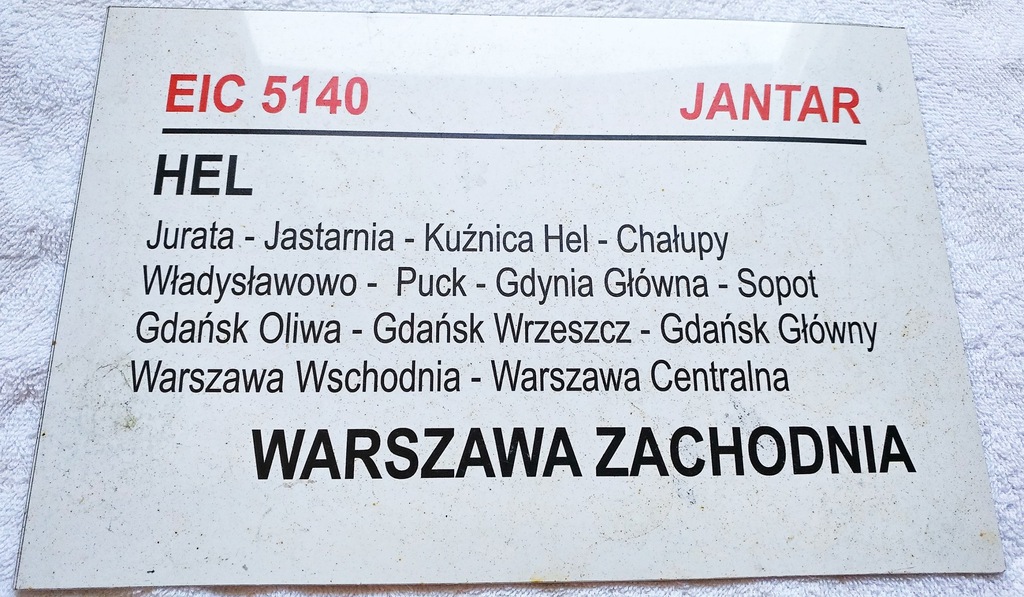 EIC 5140 JANTAR
HEL
Jurata - Jastarnia - Kuźnica Hel - Chałupy
Władysławowo - Puck - Gdynia Główna - Sopot
Gdańsk Oliwa - Gdańsk Wrzeszcz - Gdańsk Główny
Warszawa Wschodnia - Warszawa Centralna
WARSZAWA ZACHODNIA